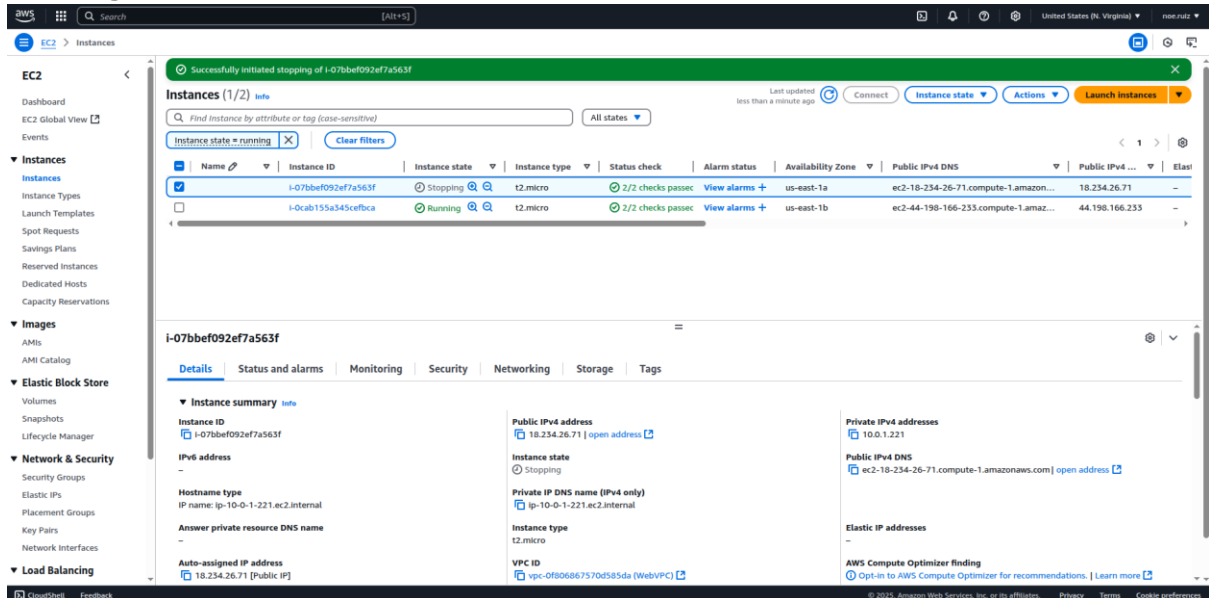 aws
Search [Alt+S] United States (N. Virginia) noe.ruiz
EC2 > Instances
EC2
Dashboard
EC2 Global View
Events
Instances
Instances
Instance Types
Launch Templates
Spot Requests
Savings Plans
Reserved Instances
Dedicated Hosts
Capacity Reservations
Images
AMIs
AMI Catalog
Elastic Block Store
Volumes
Snapshots
Lifecycle Manager
Network & Security
Security Groups
Elastic IPs
Placement Groups
Key Pairs
Network Interfaces
Load Balancing
Successfully initiated stopping of i-07bbef092ef7a563f
Instances (1/2) Info
Last updated
less than a minute ago
Connect Instance state Actions Launch instances
Find Instance by attribute or tag (case-sensitive) All states
Instance state = running Clear filters
< 1 >
Name Instance ID Instance state Instance type Status check Alarm status Availability Zone Public IPv4 DNS Public IPv4 ... Elast
i-07bbef092ef7a563f Stopping t2.micro 2/2 checks passec View alarms + us-east-1a ec2-18-234-26-71.compute-1.amazon... 18.234.26.71 –
i-0cab155a345cefbca Running t2.micro 2/2 checks passec View alarms + us-east-1b ec2-44-198-166-233.compute-1.amaz... 44.198.166.233 –
i-07bbef092ef7a563f
Details Status and alarms Monitoring Security Networking Storage Tags
Instance summary Info
Instance ID
i-07bbef092ef7a563f
Public IPv4 address
18.234.26.71 | open address
Private IPv4 addresses
10.0.1.221
IPv6 address
–
Instance state
Stopping
Public IPv4 DNS
ec2-18-234-26-71.compute-1.amazonaws.com | open address
Hostname type
IP name: ip-10-0-1-221.ec2.internal
Private IP DNS name (IPv4 only)
ip-10-0-1-221.ec2.internal
Answer private resource DNS name
–
Instance type
t2.micro
Elastic IP addresses
–
Auto-assigned IP address
18.234.26.71 [Public IP]
VPC ID
vpc-0f806867570d585da (WebVPC)
AWS Compute Optimizer finding
Opt-in to AWS Compute Optimizer for recommendations. | Learn more
CloudShell Feedback © 2025, Amazon Web Services, Inc. or its affiliates. Privacy Terms Cookie preferences